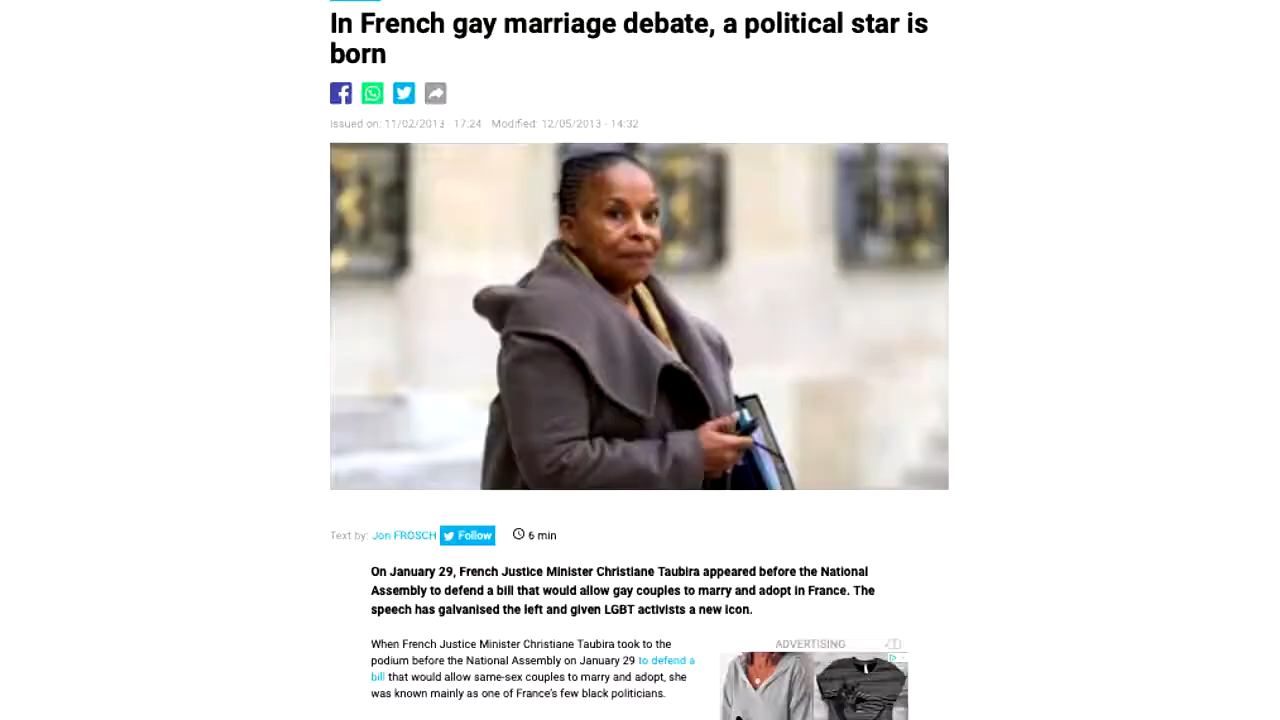 In French gay marriage debate, a political star is
born
Issued on: 11/02/2013 - 17:24 Modified: 12/05/2013 - 14:32
Text by: Jon FROSCH Follow 6 min
On January 29, French Justice Minister Christiane Taubira appeared before the National
Assembly to defend a bill that would allow gay couples to marry and adopt in France. The
speech has galvanised the left and given LGBT activists a new icon.
When French Justice Minister Christiane Taubira took to the
podium before the National Assembly on January 29 to defend a
bill that would allow same-sex couples to marry and adopt, she
was known mainly as one of France's few black politicians.
ADVERTISING